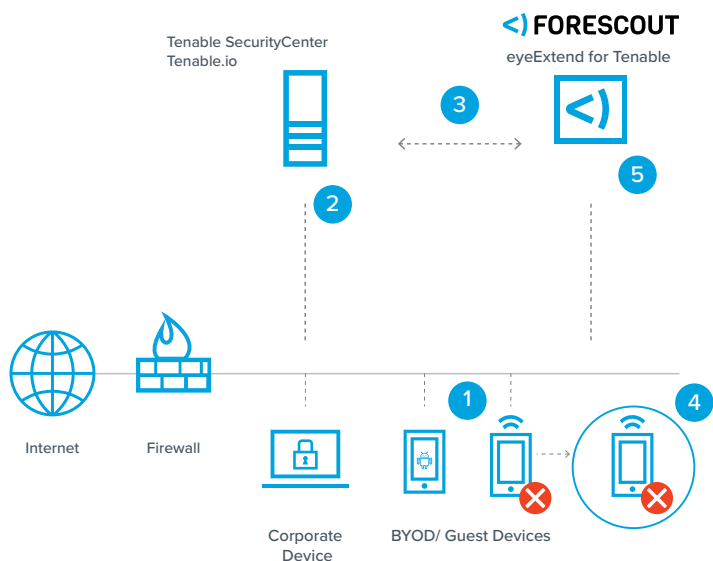 FORESCOUT
Tenable SecurityCenter
Tenable.io
eyeExtend for Tenable
3
5
2
1
4
Internet
Firewall
Corporate
Device
BYOD/ Guest Devices